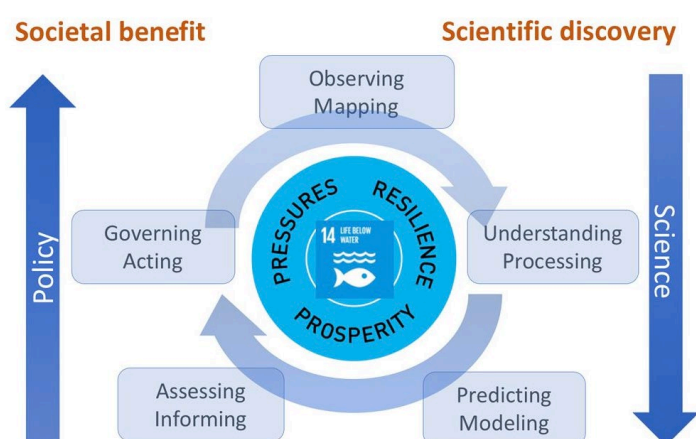 Societal benefit
Scientific discovery
Observing
Mapping
Policy
Governing
Acting
PRESSURES
RESILIENCE
PROSPERITY
14 LIFE BELOW
WATER
Understanding
Processing
Science
Assessing
Informing
Predicting
Modeling